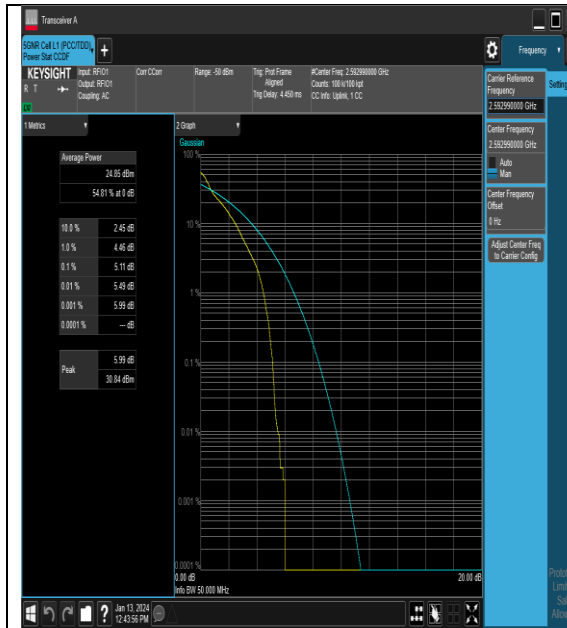 Transceiver A
5GNR Cell L1 (PCC/TDD),
Power Stat CCDF
Frequency
KEYSIGHT
R T
Input: RFIO1
Output: RFIO1
Coupling: AC
Corr CCorr
Range: -50 dBm
Trig: Prot Frame
Aligned
Trig Delay: 4.450 ms
#Center Freq: 2.592990000 GHz
Counts: 100 k/100 kpt
CC Info: Uplink, 1 CC
Carrier Reference
Frequency
2.592990000 GHz
Setting
Center Frequency
2.592990000 GHz
Auto
Man
Center Frequency
Offset
0 Hz
Adjust Center Freq
to Carrier Config
1 Metrics
Average Power
24.85 dBm
54.81 % at 0 dB
10.0 % 2.45 dB
1.0 % 4.46 dB
0.1 % 5.11 dB
0.01 % 5.49 dB
0.001 % 5.99 dB
0.0001 % --- dB
Peak
5.99 dB
30.84 dBm
2 Graph
Gaussian
100 %
10 %
1 %
0.1 %
0.01 %
0.001 %
0.0001 %
0.00 dB
20.00 dB
Info BW 50.000 MHz
Jan 13, 2024
12:43:56 PM